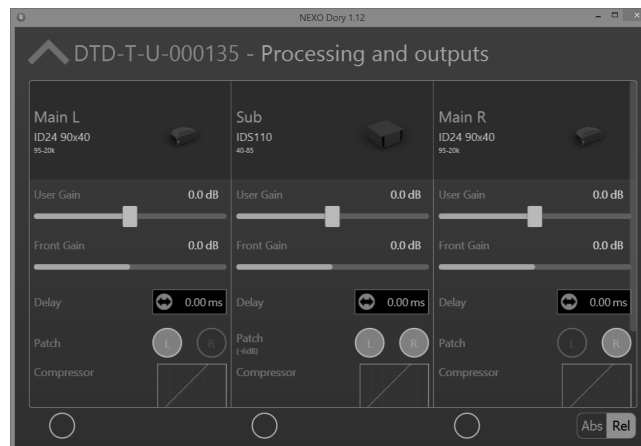 NEXO Dory 1.12
DTD-T-U-000135 - Processing and outputs
Main L
ID24 90x40
95-20k
Sub
IDS110
40-85
Main R
ID24 90x40
95-20k
User Gain 0.0 dB
User Gain 0.0 dB
User Gain 0.0 dB
Front Gain 0.0 dB
Front Gain 0.0 dB
Front Gain 0.0 dB
Delay 0.00 ms
Delay 0.00 ms
Delay 0.00 ms
Patch L R
Patch L R
(-6dB)
Patch L R
Compressor
Compressor
Compressor
Abs Rel